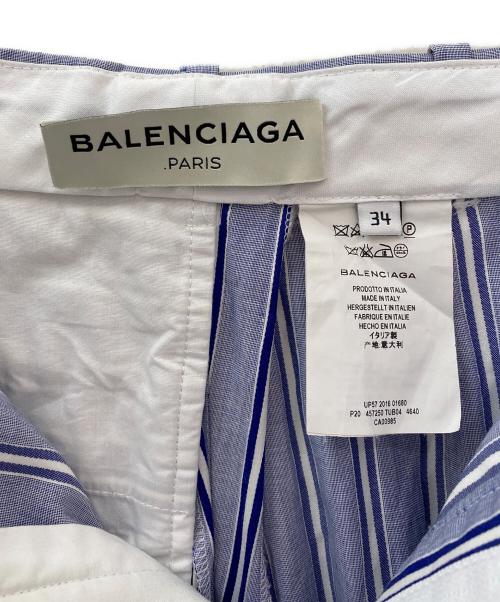 BALENCIAGA
.PARIS
34
P
BALENCIAGA
PRODOTTO IN ITALIA
MADE IN ITALY
HERGESTELLT IN ITALIEN
FABRIQUE EN ITALIE
HECHO EN ITALIA
イタリア製
产地:意大利
UP57 2016 01680
P20 457250 TUB04 4640
CA00985